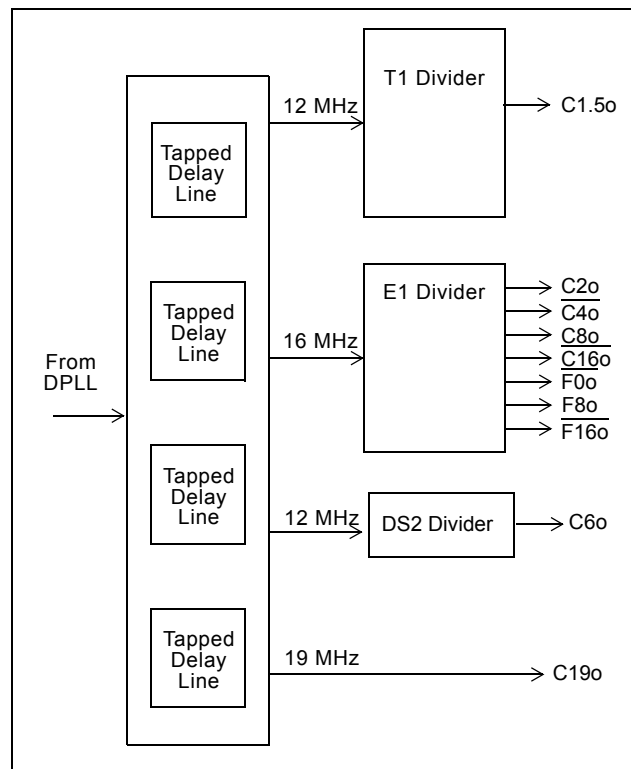 T1 Divider
12 MHz
C1.5o
Tapped
Delay
Line
Tapped
Delay
Line
16 MHz
E1 Divider
C2o
C4o
C8o
C16o
F0o
F8o
F16o
From
DPLL
Tapped
Delay
Line
12 MHz
DS2 Divider
C6o
Tapped
Delay
Line
19 MHz
C19o